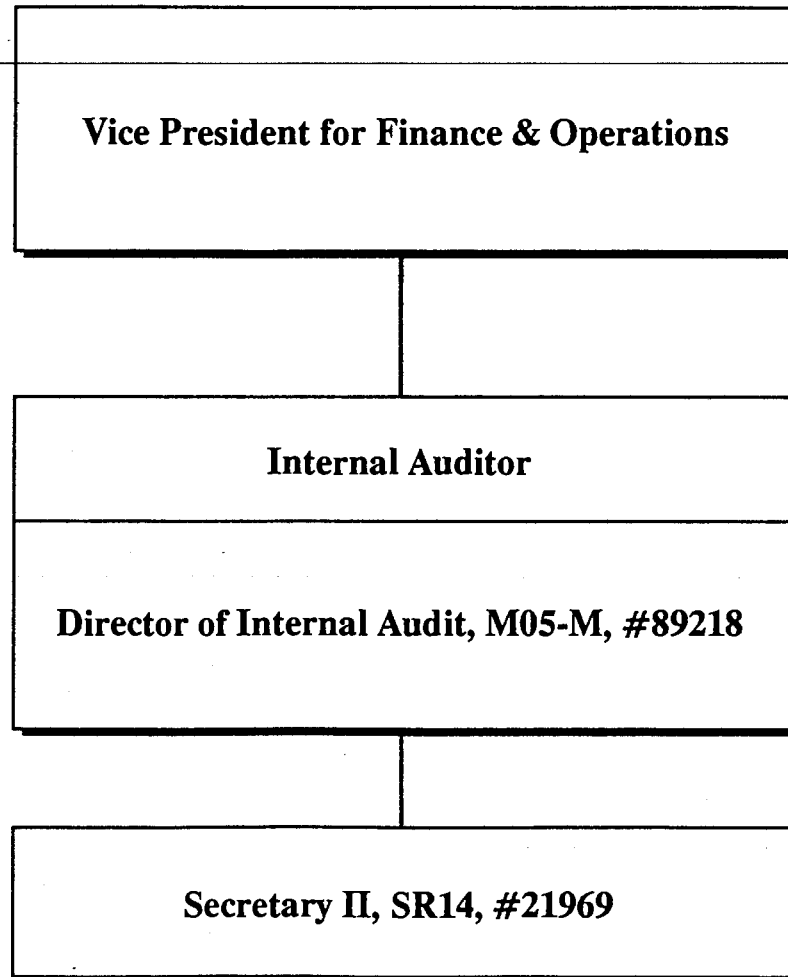 Vice President for Finance & Operations
Internal Auditor
Director of Internal Audit, M05-M, #89218
Secretary II, SR14, #21969